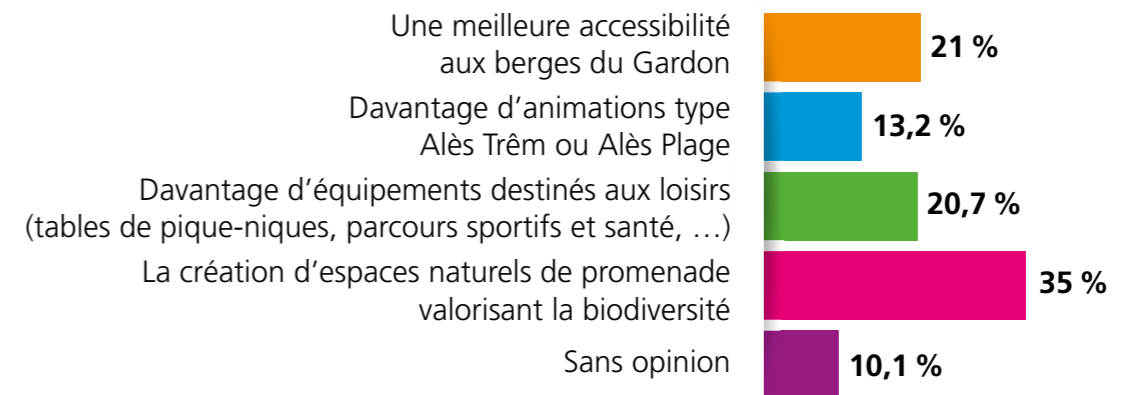 Une meilleure accessibilité
aux berges du Gardon
21 %
Davantage d’animations type
Alès Trêm ou Alès Plage
13,2 %
Davantage d’équipements destinés aux loisirs
(tables de pique-niques, parcours sportifs et santé, …)
20,7 %
La création d’espaces naturels de promenade
valorisant la biodiversité
35 %
Sans opinion
10,1 %